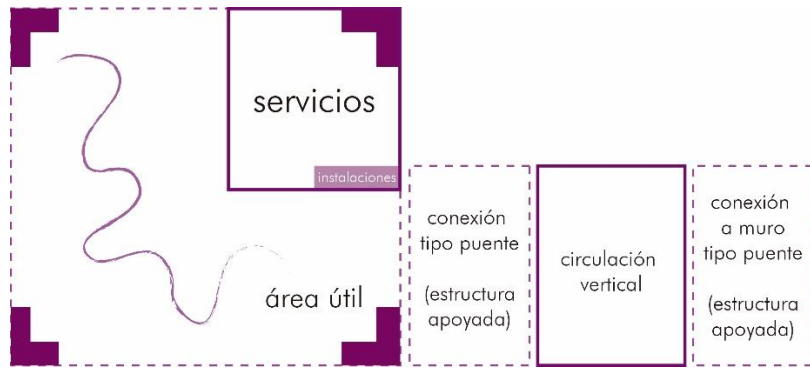 servicios
instalaciones
área útil
conexión
tipo puente
(estructura
apoyada)
circulación
vertical
conexión
a muro
tipo puente
(estructura
apoyada)